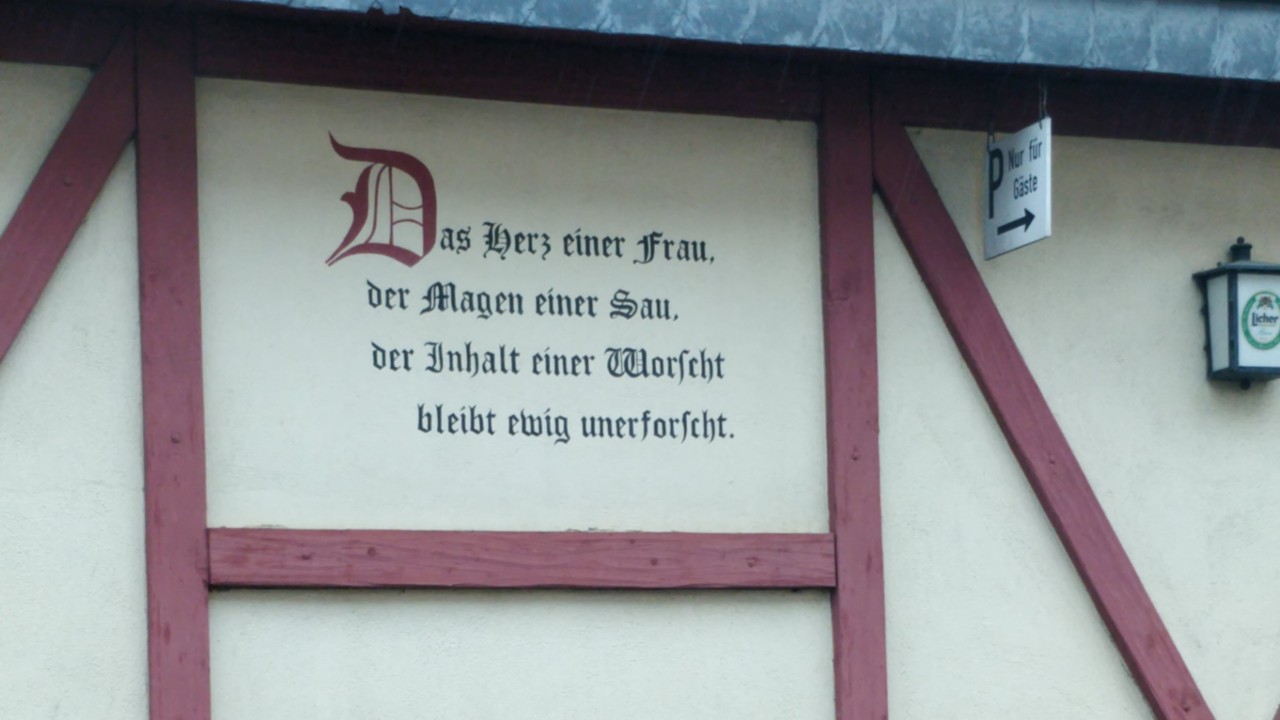 Das Herz einer Frau,
der Magen einer Sau,
der Inhalt einer Worſcht
bleibt ewig unerforſcht.
P Nur für
Gäste
Licher